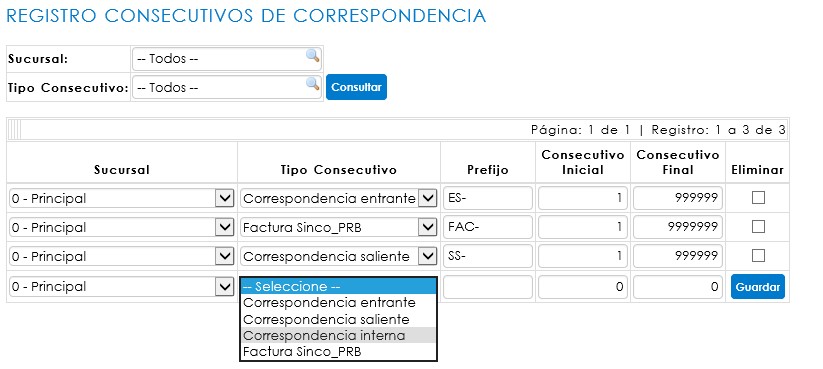 REGISTRO CONSECUTIVOS DE CORRESPONDENCIA
Sucursal: -- Todos --
Tipo Consecutivo: -- Todos -- Consultar
Página: 1 de 1 | Registro: 1 a 3 de 3
Sucursal Tipo Consecutivo Prefijo Consecutivo Inicial Consecutivo Final Eliminar
0 - Principal Correspondencia entrante ES- 1 999999
0 - Principal Factura Sinco_PRB FAC- 1 9999999
0 - Principal Correspondencia saliente SS- 1 999999
0 - Principal -- Seleccione -- 0 0 Guardar
Correspondencia entrante
Correspondencia saliente
Correspondencia interna
Factura Sinco_PRB